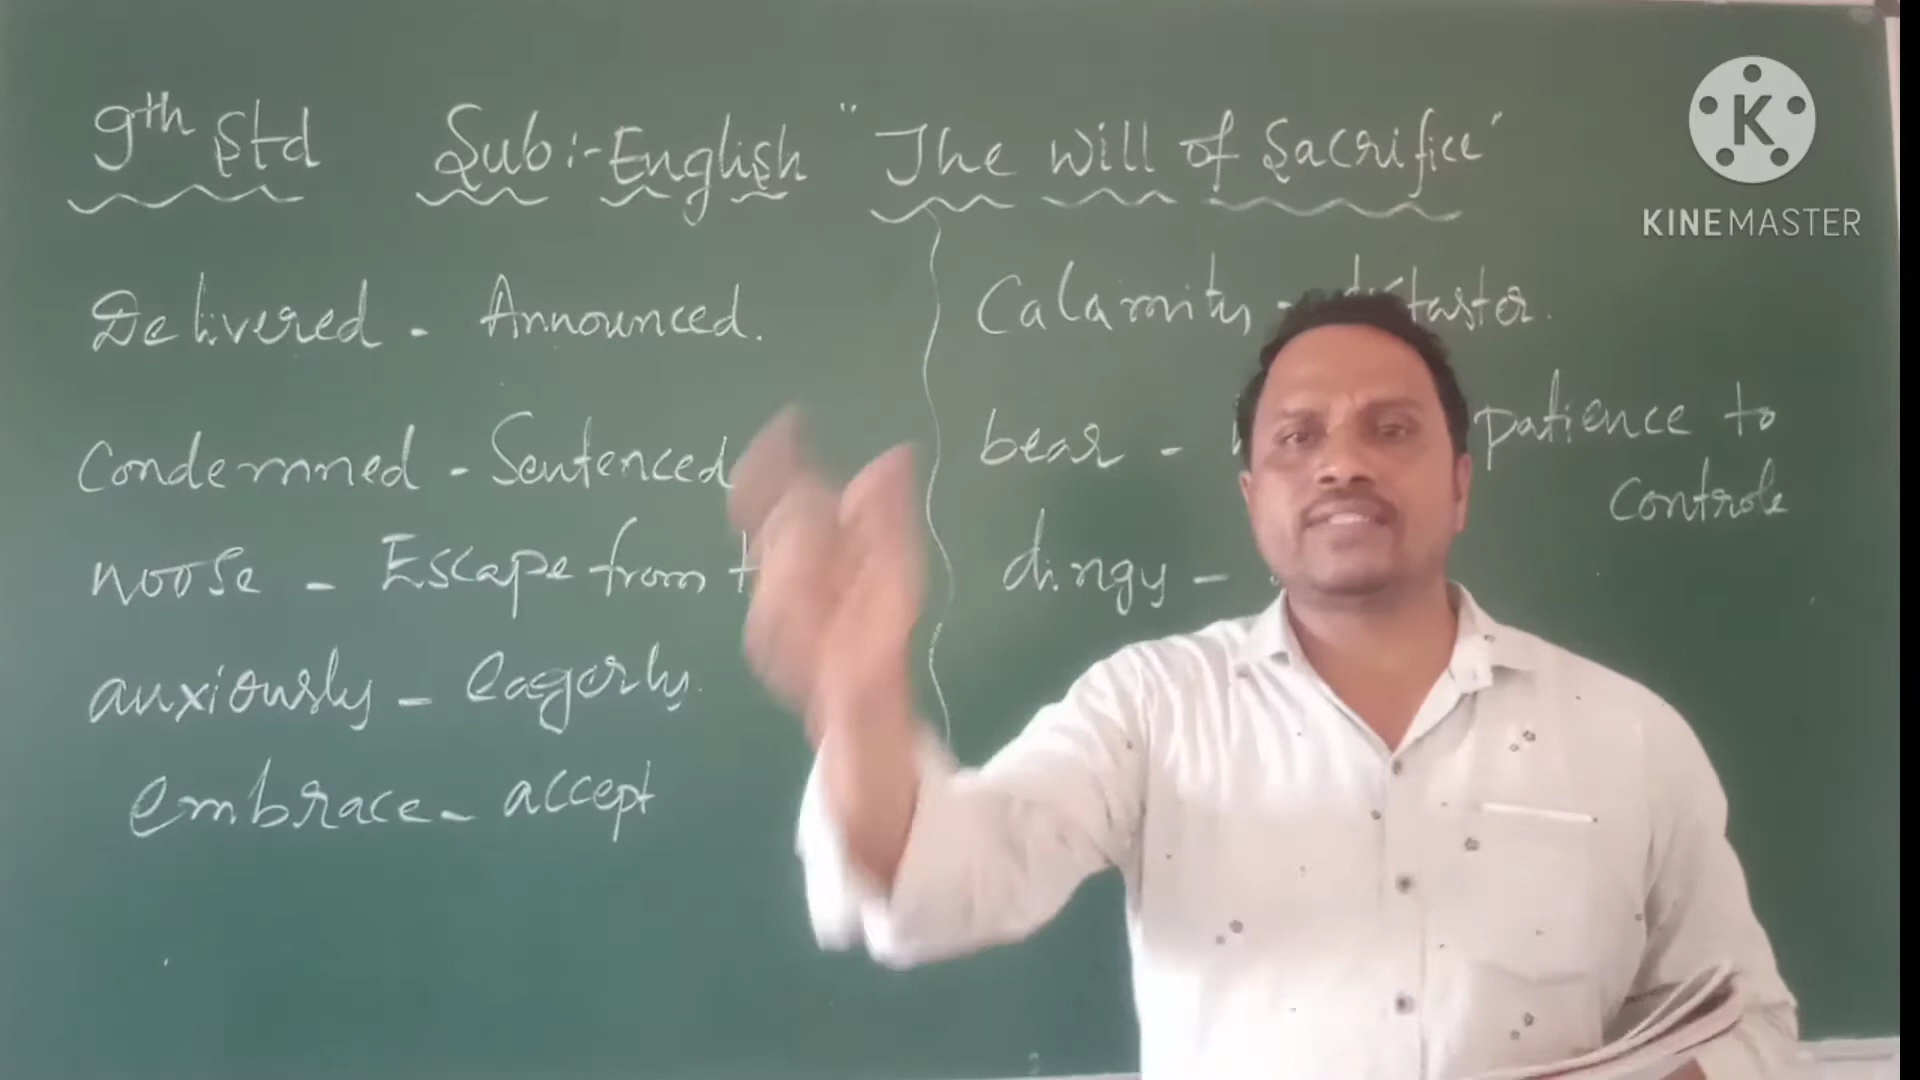 9th Std Sub:- English "The Will of Sacrifice"
Delivered - Announced.
Condemned - Sentenced
noose - Escape from
anxiously - eagerly.
embrace - accept
Calamity -
bear - patience to
controle
dingy -
KINEMASTER